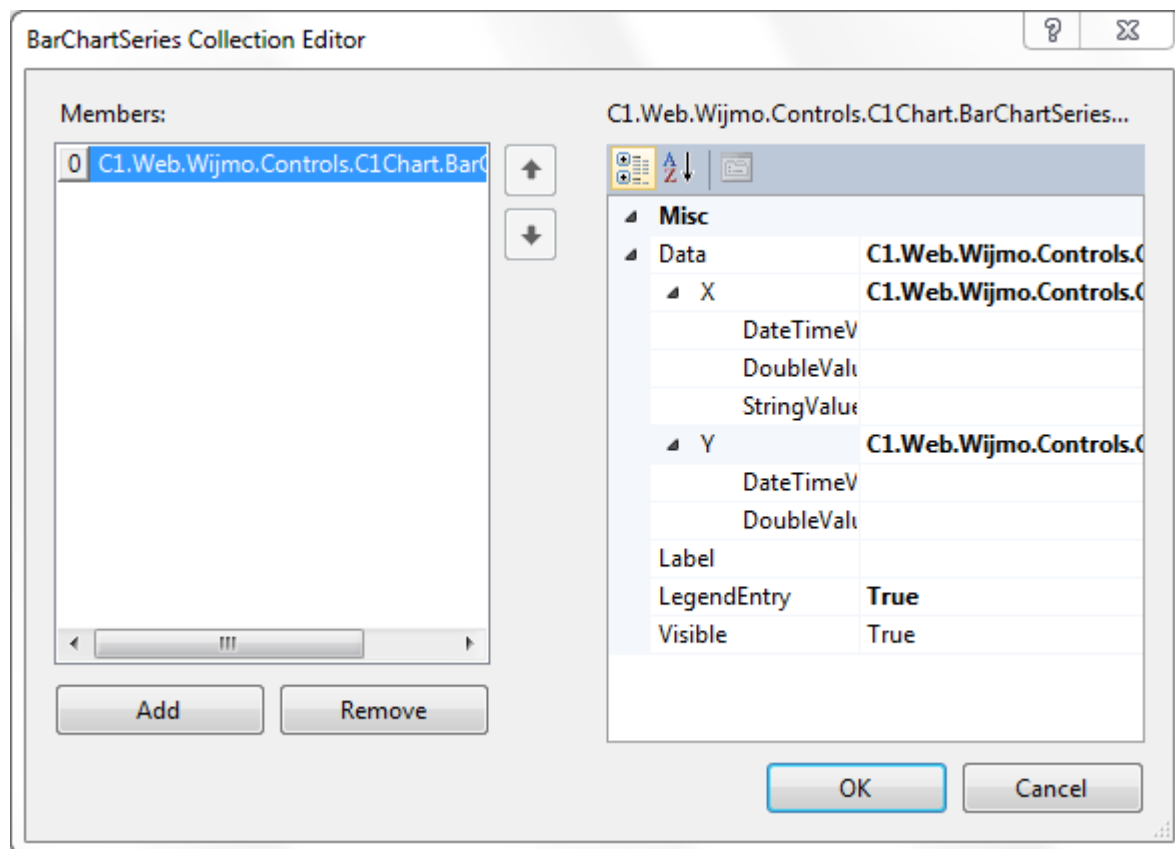 BarChartSeries Collection Editor
Members:
C1.Web.Wijmo.Controls.C1Chart.BarChartSeries...
0 C1.Web.Wijmo.Controls.C1Chart.BarC
Misc
Data C1.Web.Wijmo.Controls.C
X C1.Web.Wijmo.Controls.C
DateTimeV
DoubleValu
StringValue
Y C1.Web.Wijmo.Controls.C
DateTimeV
DoubleValu
Label
LegendEntry True
Visible True
Add Remove
OK Cancel